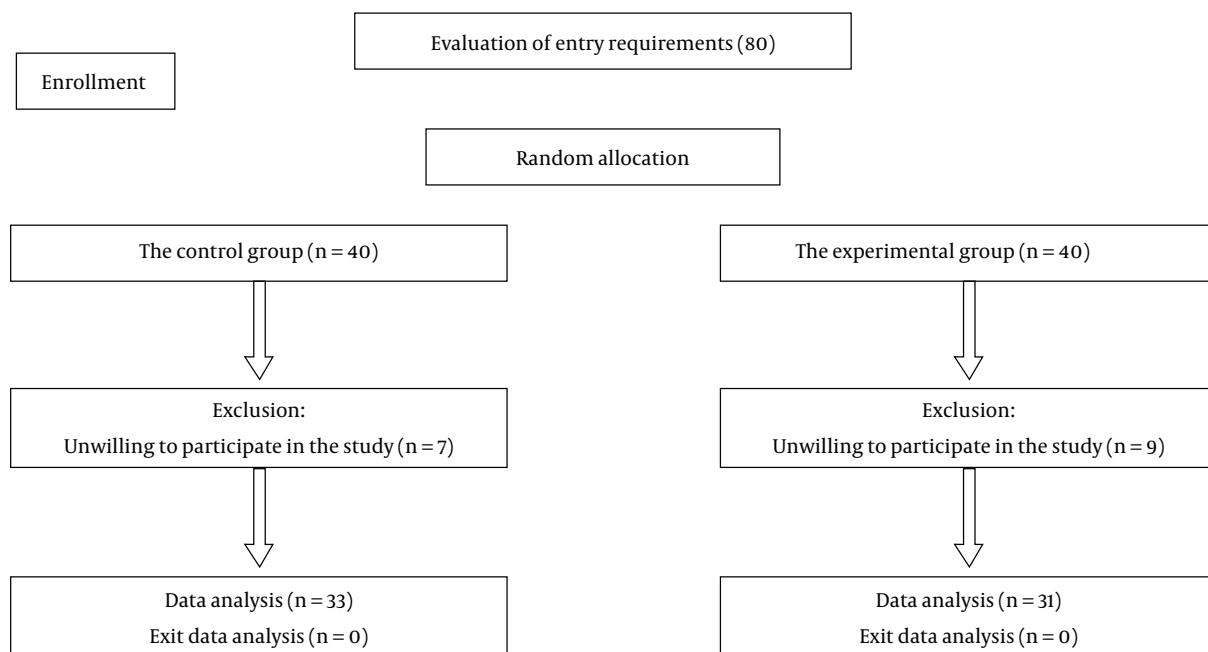 Evaluation of entry requirements (80)
Enrollment
Random allocation
The control group (n = 40)
The experimental group (n = 40)
Exclusion:
Unwilling to participate in the study (n = 7)
Exclusion:
Unwilling to participate in the study (n = 9)
Data analysis (n = 33)
Exit data analysis (n = 0)
Data analysis (n = 31)
Exit data analysis (n = 0)